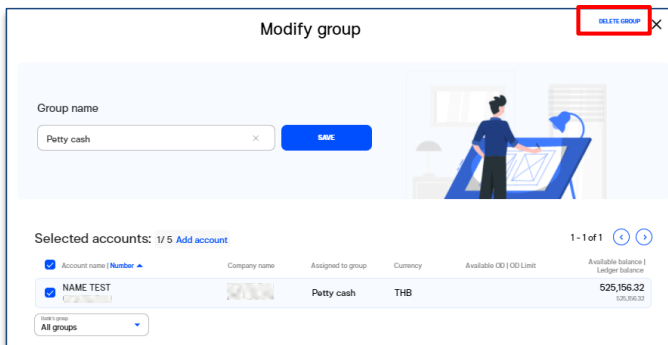 Modify group
DELETE GROUP
Group name
Petty cash
SAVE
Selected accounts: 1/ 5 Add account
1 - 1 of 1
Account name | Number
Company name
Assigned to group
Currency
Available OD | OD Limit
Available balance |
Ledger balance
NAME TEST
Petty cash
THB
525,156.32
525,156.32
Bank's group
All groups